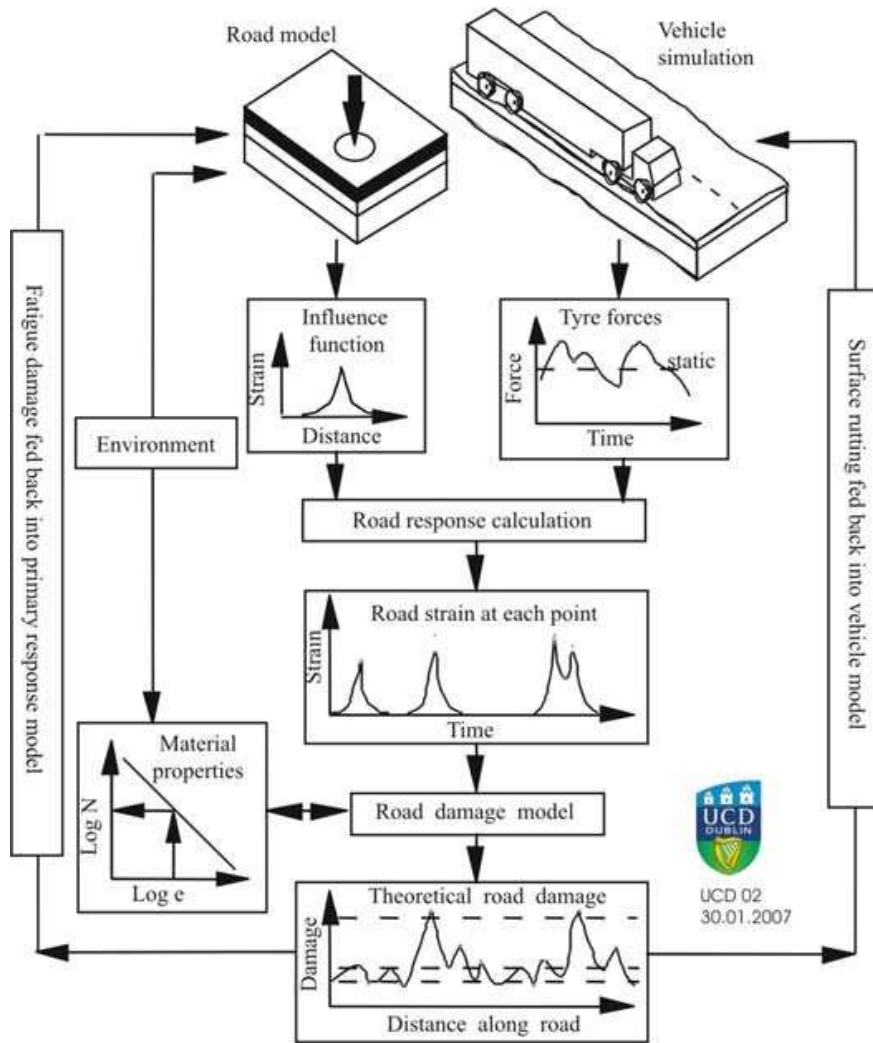 Road model
Vehicle
simulation
Influence
function
Strain
Distance
Tyre forces
static
Force
Time
Environment
Fatigue damage fed back into primary response model
Surface rutting fed back into vehicle model
Road response calculation
Road strain at each point
Strain
Time
Material
properties
Log N
Log e
Road damage model
UCD
DUBLIN
UCD 02
30.01.2007
Theoretical road damage
Damage
Distance along road